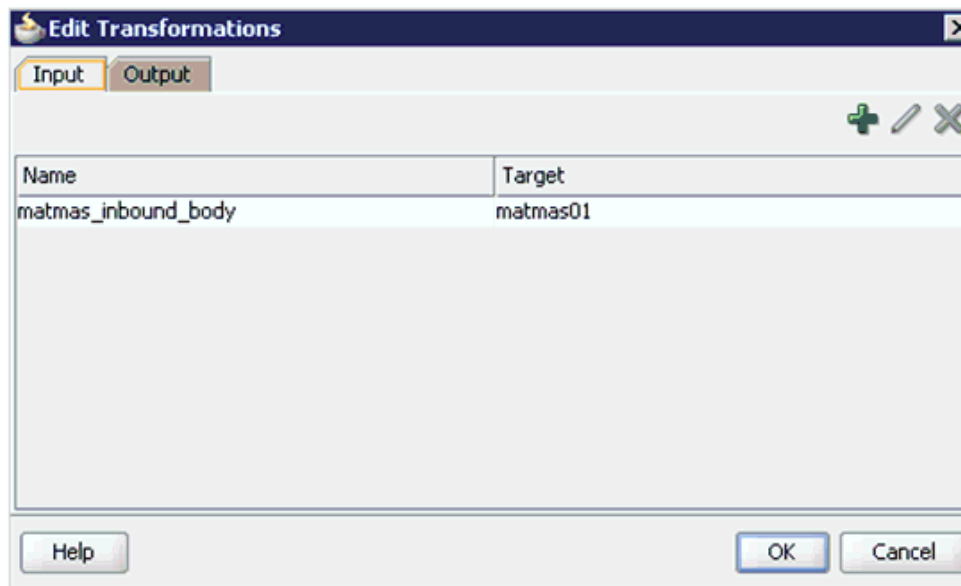 Edit Transformations
Input Output
Name Target
matmas_inbound_body matmas01
Help OK Cancel